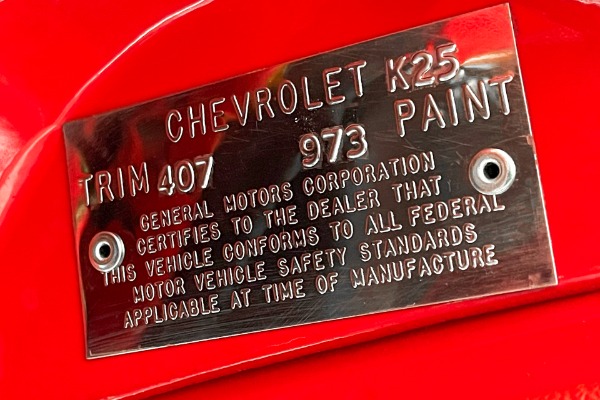 CHEVROLET K25
TRIM 407 973 PAINT
GENERAL MOTORS CORPORATION
CERTIFIES TO THE DEALER THAT
THIS VEHICLE CONFORMS TO ALL FEDERAL
MOTOR VEHICLE SAFETY STANDARDS
APPLICABLE AT TIME OF MANUFACTURE